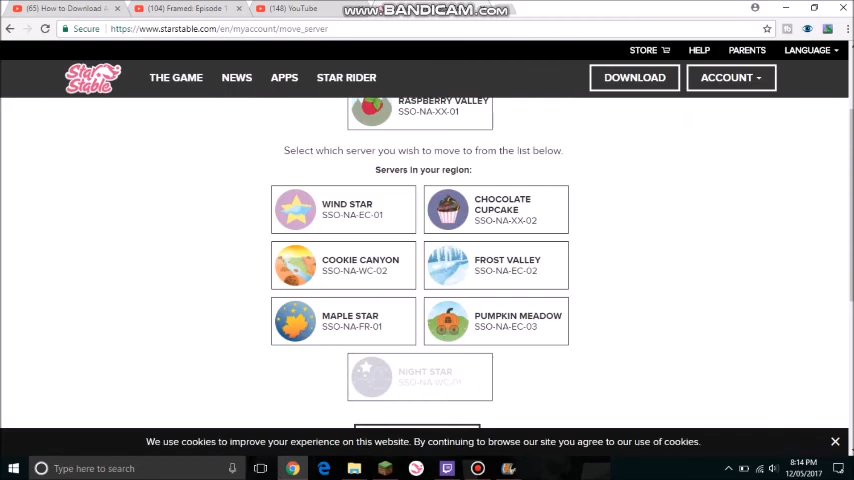 (65) How to Download A
(104) Framed: Episode 1
(148) YouTube
www.BANDICAM.com
Secure
https://www.starstable.com/en/myaccount/move_server
STORE
HELP
PARENTS
LANGUAGE
Star Stable
THE GAME
NEWS
APPS
STAR RIDER
DOWNLOAD
ACCOUNT
RASPBERRY VALLEY
SSO-NA-XX-01
Select which server you wish to move to from the list below.
Servers in your region:
WIND STAR
SSO-NA-EC-01
CHOCOLATE
CUPCAKE
SSO-NA-XX-02
COOKIE CANYON
SSO-NA-WC-02
FROST VALLEY
SSO-NA-EC-02
MAPLE STAR
SSO-NA-FR-01
PUMPKIN MEADOW
SSO-NA-EC-03
NIGHT STAR
SSO-NA-WC-01
We use cookies to improve your experience on this website. By continuing to browse our site you agree to our use of cookies.
Type here to search
8:14 PM
12/05/2017